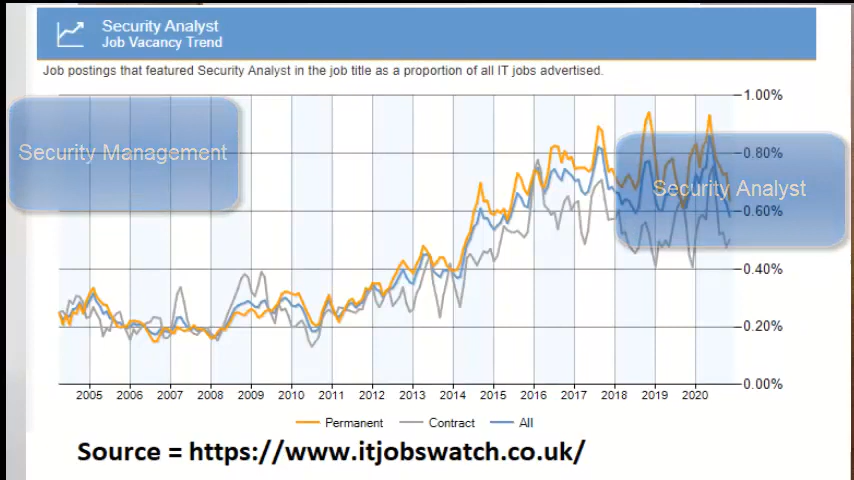 Security Analyst
Job Vacancy Trend
Job postings that featured Security Analyst in the job title as a proportion of all IT jobs advertised.
1.00%
Security Management
0.80%
Security Analyst
0.60%
0.40%
0.20%
0.00%
2005 2006 2007 2008 2009 2010 2011 2012 2013 2014 2015 2016 2017 2018 2019 2020
Permanent Contract All
Source = https://www.itjobswatch.co.uk/